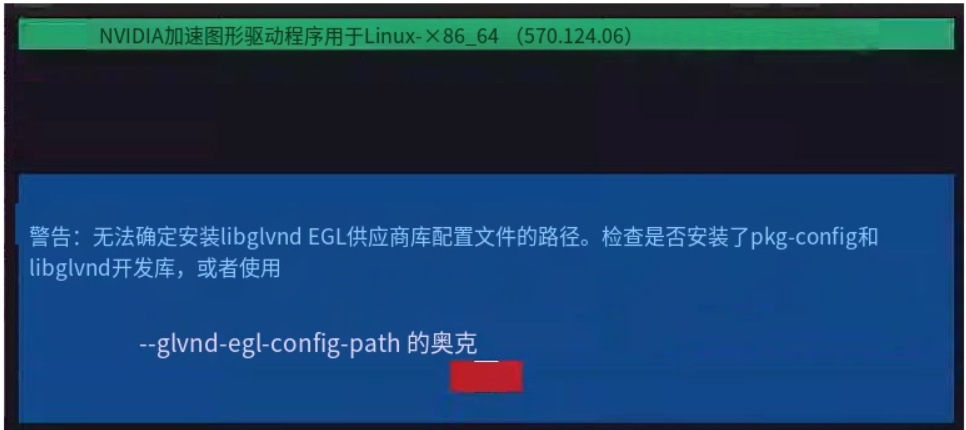 NVIDIA加速图形驱动程序用于Linux-×86_64 （570.124.06）
警告：无法确定安装libglvnd EGL供应商库配置文件的路径。检查是否安装了pkg-config和
libglvnd开发库，或者使用
--glvnd-egl-config-path 的奥克